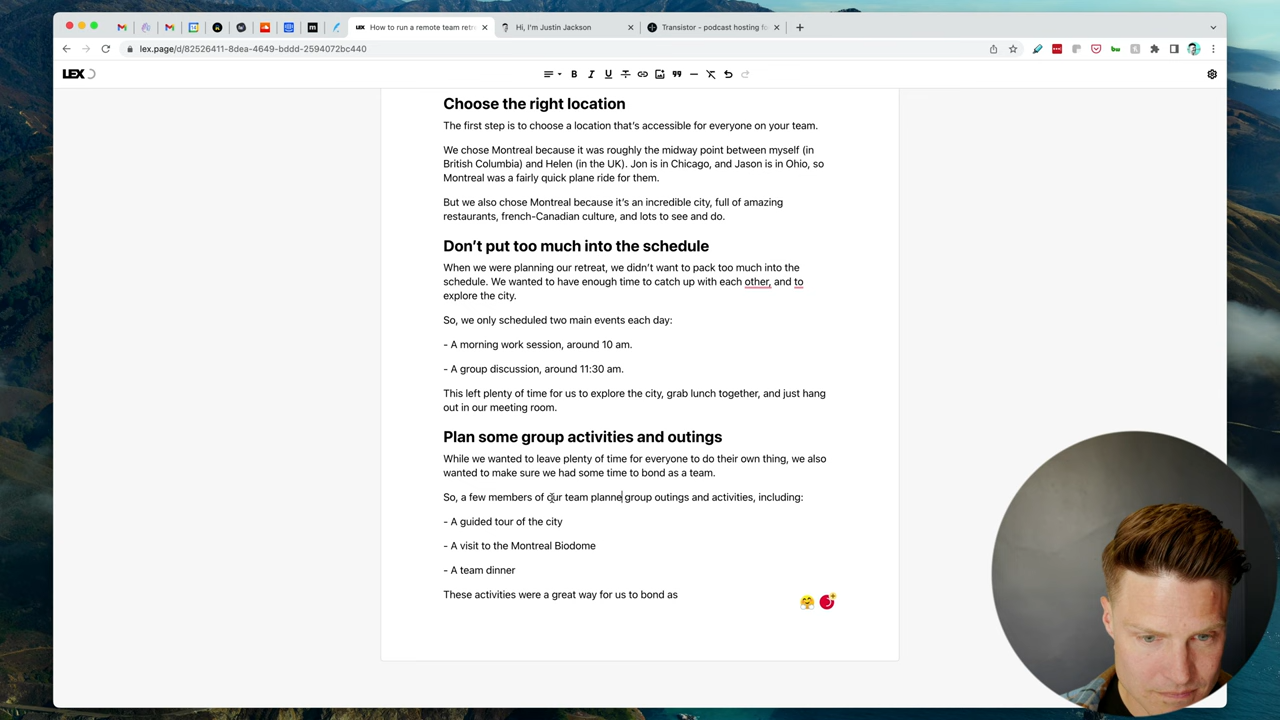 LEX How to run a remote team retr
Hi, I'm Justin Jackson
Transistor - podcast hosting fo
lex.page/d/82526411-8dea-4649-bddd-2594072bc440
LEX
Choose the right location
The first step is to choose a location that's accessible for everyone on your team.
We chose Montreal because it was roughly the midway point between myself (in
British Columbia) and Helen (in the UK). Jon is in Chicago, and Jason is in Ohio, so
Montreal was a fairly quick plane ride for them.
But we also chose Montreal because it's an incredible city, full of amazing
restaurants, french-Canadian culture, and lots to see and do.
Don't put too much into the schedule
When we were planning our retreat, we didn't want to pack too much into the
schedule. We wanted to have enough time to catch up with each other, and to
explore the city.
So, we only scheduled two main events each day:
- A morning work session, around 10 am.
- A group discussion, around 11:30 am.
This left plenty of time for us to explore the city, grab lunch together, and just hang
out in our meeting room.
Plan some group activities and outings
While we wanted to leave plenty of time for everyone to do their own thing, we also
wanted to make sure we had some time to bond as a team.
So, a few members of our team planne group outings and activities, including:
- A guided tour of the city
- A visit to the Montreal Biodome
- A team dinner
These activities were a great way for us to bond as